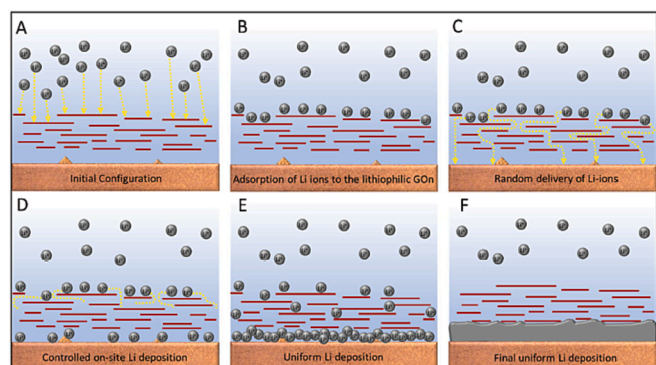 A
B
C
Initial Configuration
Adsorption of Li ions to the lithiophilic GOn
Random delivery of Li-ions
D
E
F
Controlled on-site Li deposition
Uniform Li deposition
Final uniform Li deposition